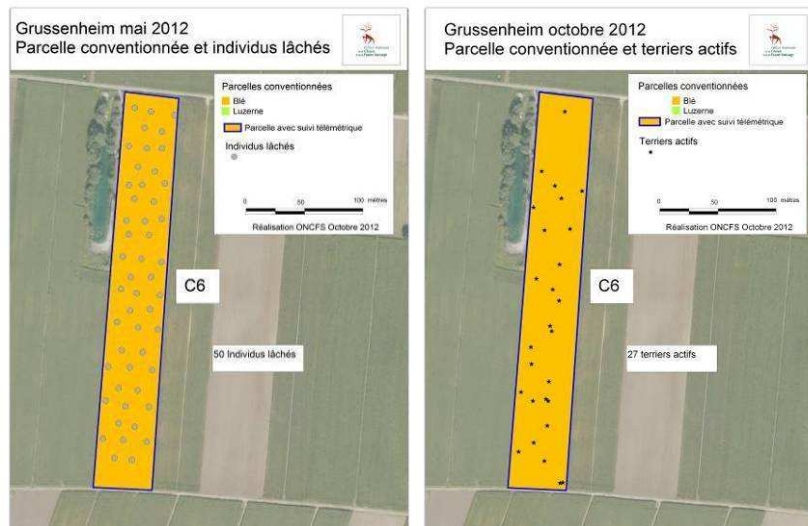 Grussenheim mai 2012
Parcelle conventionnée et individus lâchés
Parcelles conventionnées
Blé
Luzerne
Parcelle avec suivi télémétrique
Individus lâchés
0 50 100 mètres
Réalisation ONCFS Octobre 2012
C6
50 Individus lâchés
Grussenheim octobre 2012
Parcelle conventionnée et terriers actifs
Parcelles conventionnées
Blé
Luzerne
Parcelle avec suivi télémétrique
Terriers actifs
0 50 100 mètres
Réalisation ONCFS Octobre 2012
C6
27 terriers actifs